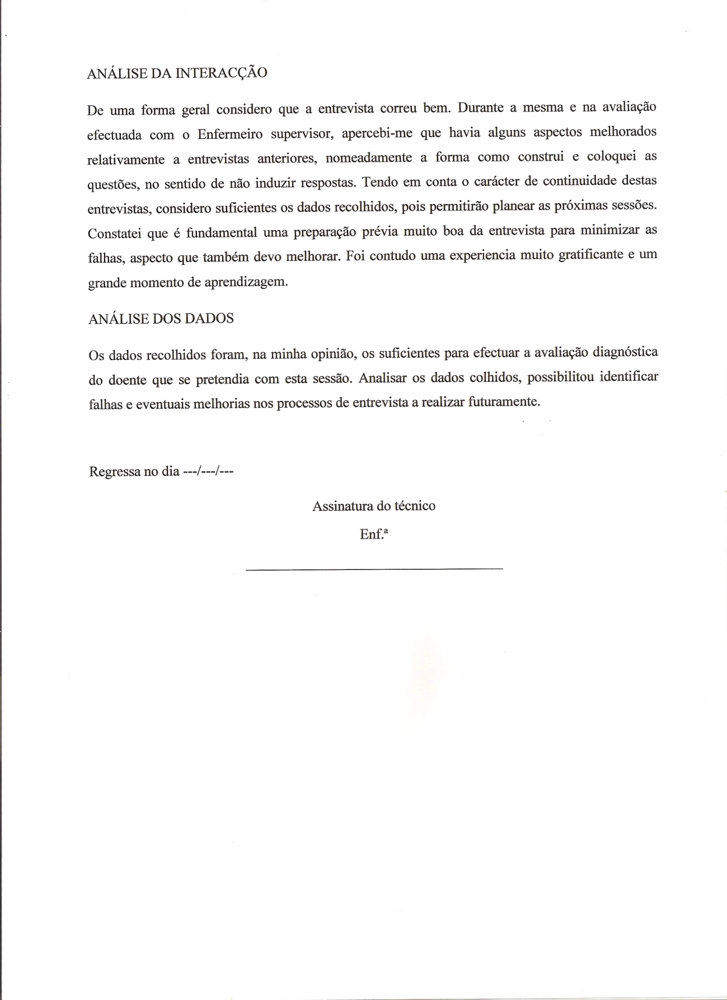 ANÁLISE DA INTERACÇÃO
De uma forma geral considero que a entrevista correu bem. Durante a mesma e na avaliação
efectuada com o Enfermeiro supervisor, apercebi-me que havia alguns aspectos melhorados
relativamente a entrevistas anteriores, nomeadamente a forma como construi e coloquei as
questões, no sentido de não induzir respostas. Tendo em conta o carácter de continuidade destas
entrevistas, considero suficientes os dados recolhidos, pois permitirão planear as próximas sessões.
Constatei que é fundamental uma preparação prévia muito boa da entrevista para minimizar as
falhas, aspecto que também devo melhorar. Foi contudo uma experiencia muito gratificante e um
grande momento de aprendizagem.
ANÁLISE DOS DADOS
Os dados recolhidos foram, na minha opinião, os suficientes para efectuar a avaliação diagnóstica
do doente que se pretendia com esta sessão. Analisar os dados colhidos, possibilitou identificar
falhas e eventuais melhorias nos processos de entrevista a realizar futuramente.
Regressa no dia ---/---/---
Assinatura do técnico
Enf.ª